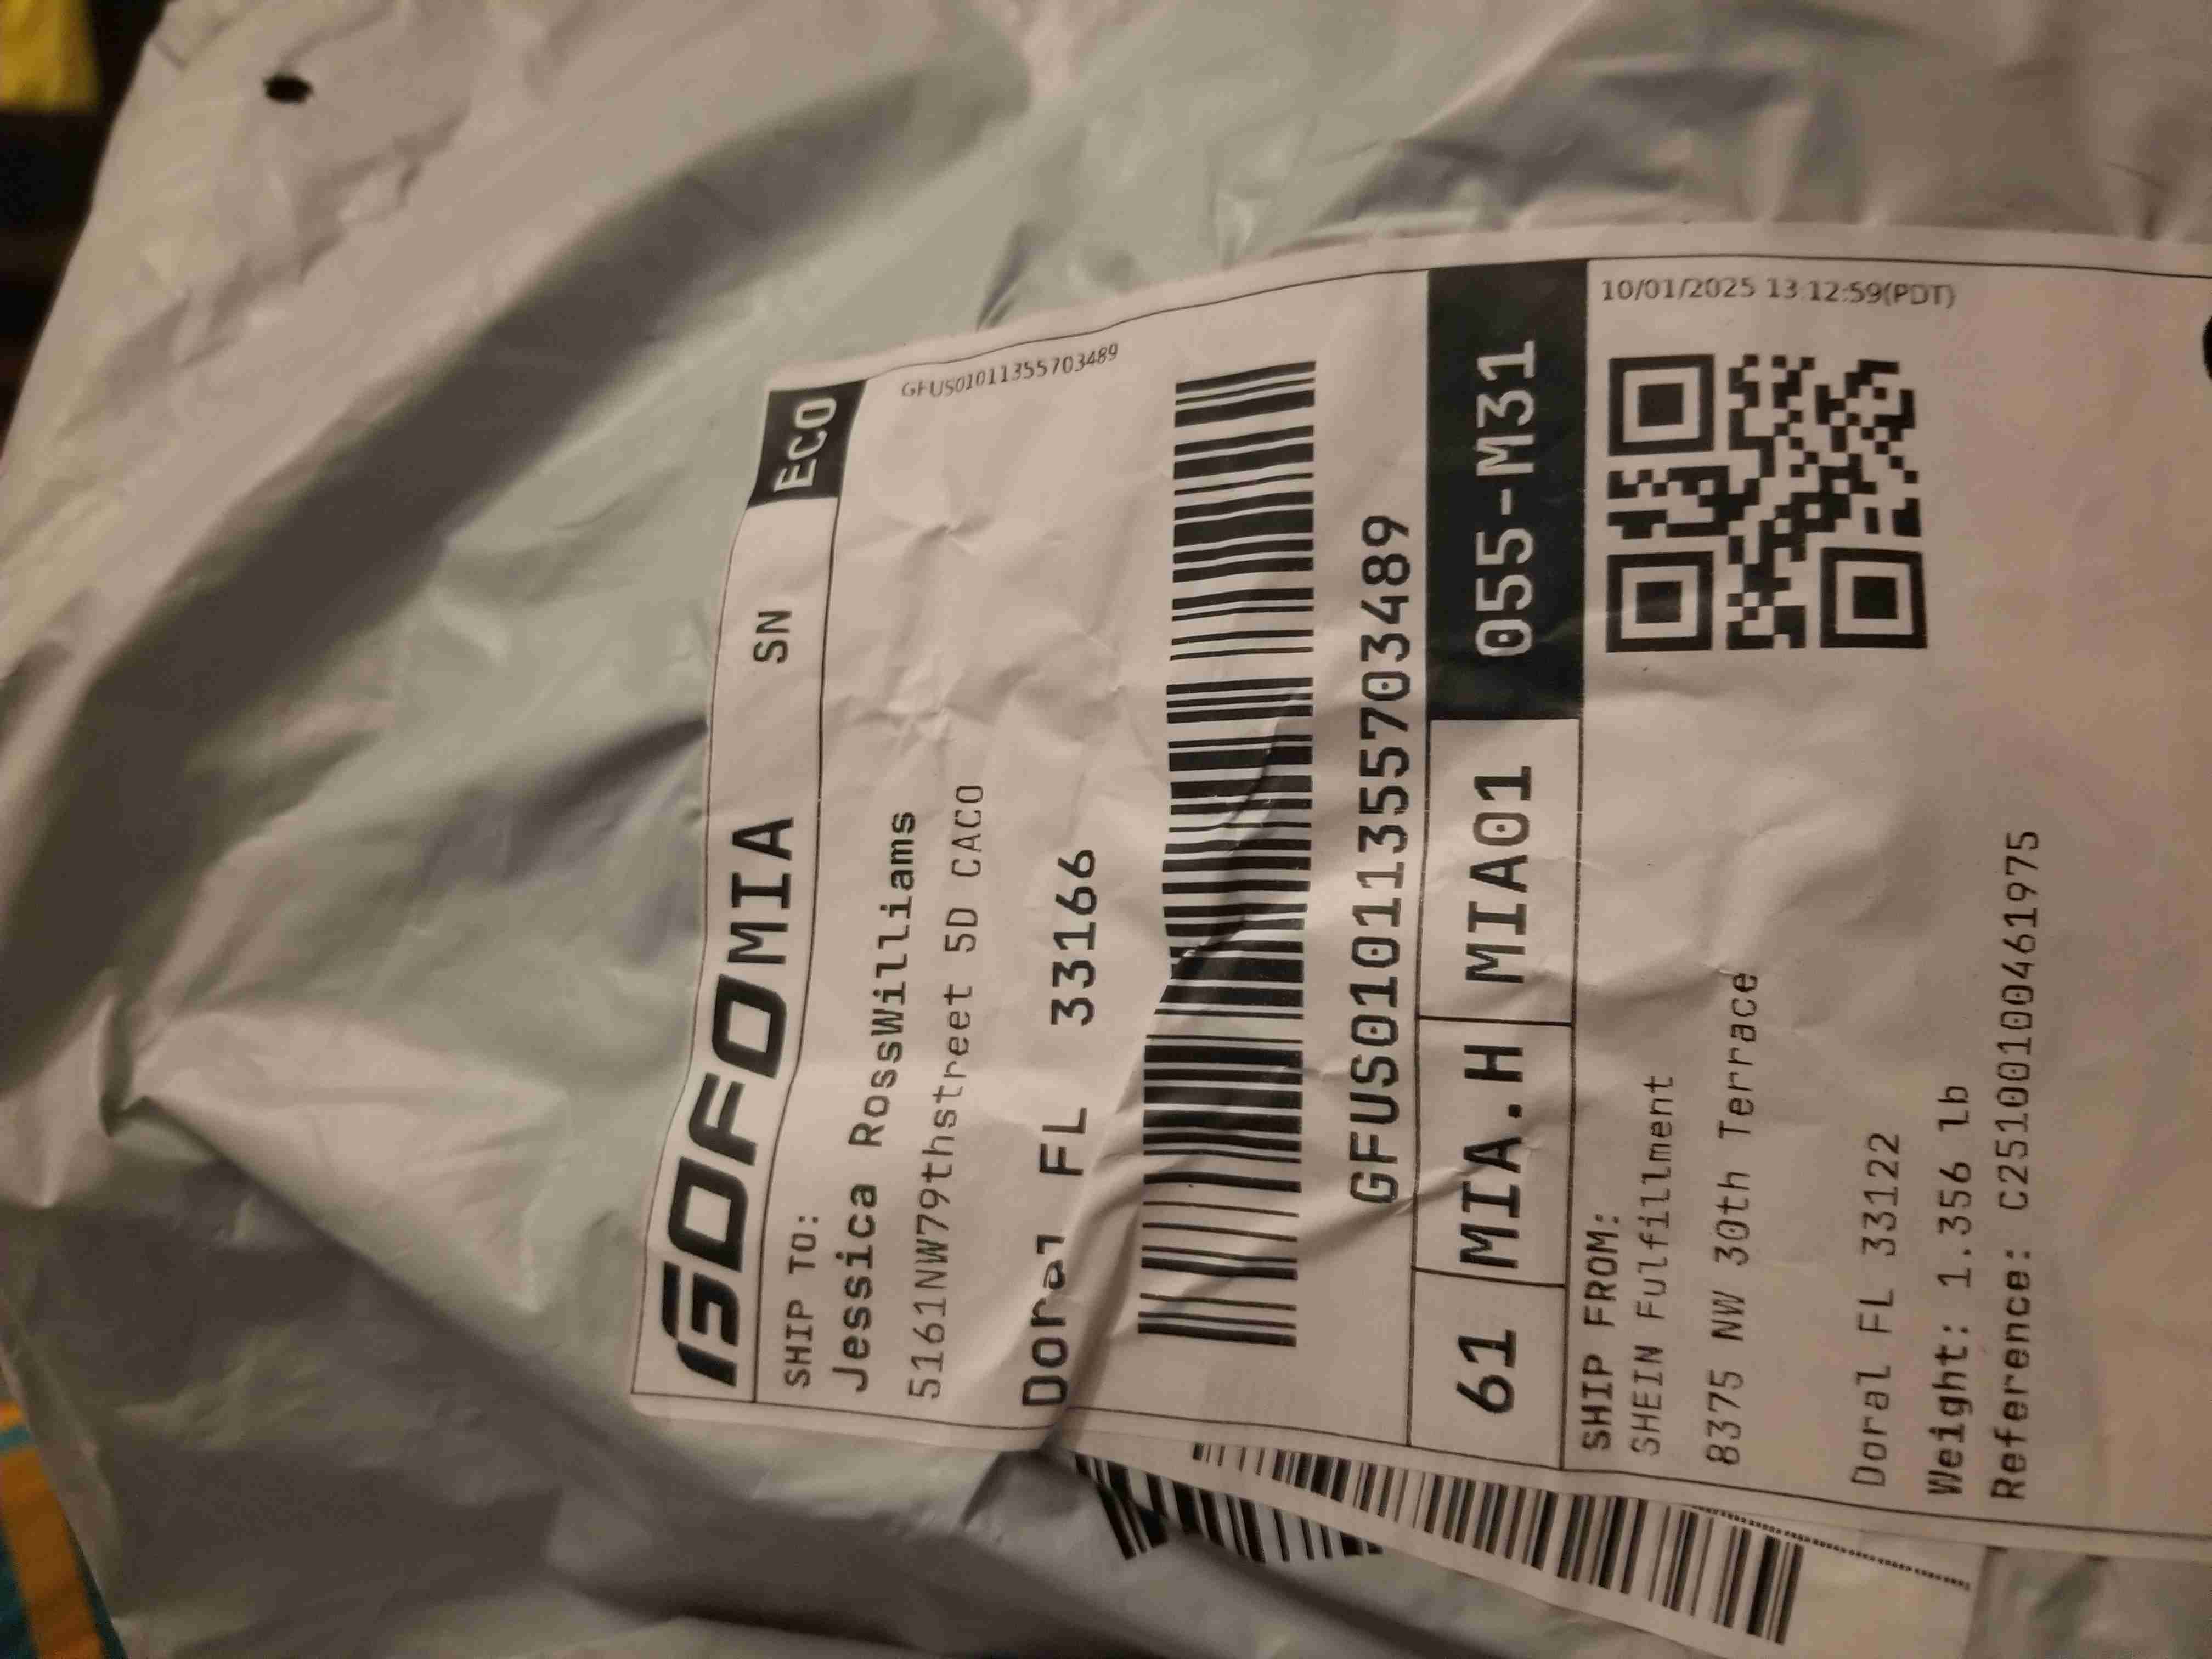 GOFO MIA SN ECO
SHIP TO:
GFUS01011355703489
Jessica RossWilliams
5161NW79thstreet 5D CACO
Doral FL 33166
GFUS01011355703489
61 MIA.H MIA01 055-M31
SHIP FROM:
10/01/2025 13:12:59(PDT)
SHEIN Fulfillment
8375 NW 30th Terrace
Doral FL 33122
Weight: 1.356 lb
Reference: C2510010046​1975